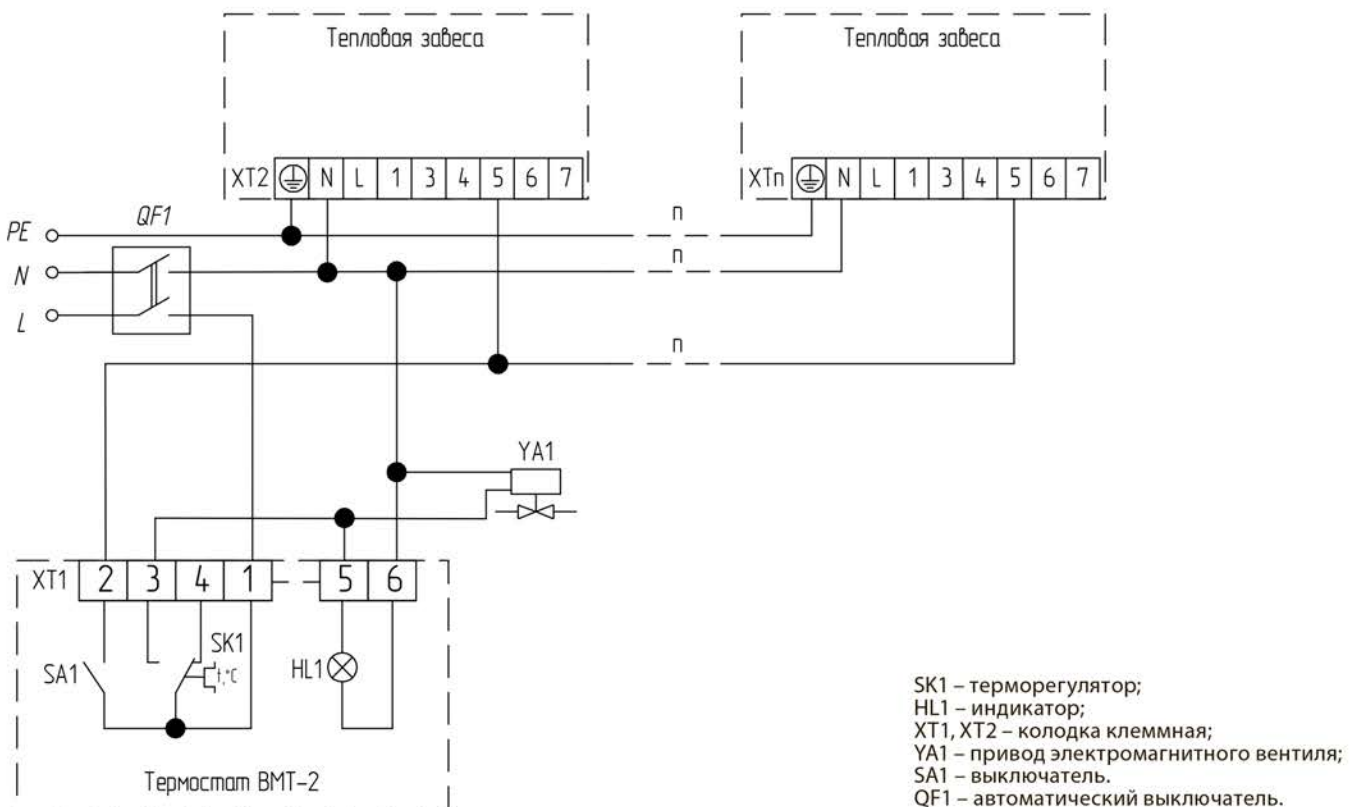 Тепловая завеса
Тепловая завеса
XT2 N L 1 3 4 5 6 7
XTn N L 1 3 4 5 6 7
QF1
PE
n
N
n
L
n
YA1
XT1 2 3 4 1 5 6
SK1
SA1
t,°C
HL1
Термостат ВМТ-2
SK1 – терморегулятор;
HL1 – индикатор;
XT1, XT2 – колодка клеммная;
YA1 – привод электромагнитного вентиля;
SA1 – выключатель.
QF1 – автоматический выключатель.